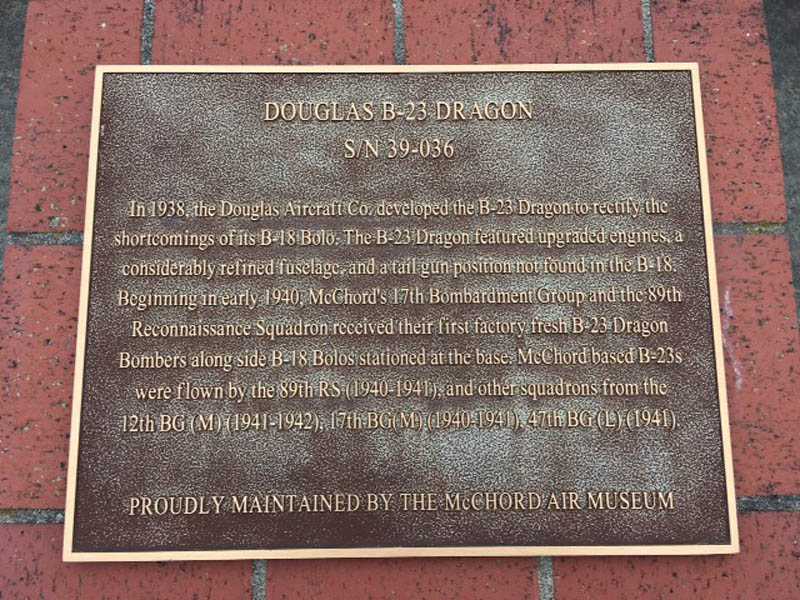 DOUGLAS B-23 DRAGON
S/N 39-036
In 1938, the Douglas Aircraft Co. developed the B-23 Dragon to rectify the
shortcomings of its B-18 Bolo. The B-23 Dragon featured upgraded engines, a
considerably refined fuselage, and a tail gun position not found in the B-18.
Beginning in early 1940, McChord's 17th Bombardment Group and the 89th
Reconnaissance Squadron received their first factory fresh B-23 Dragon
Bombers along side B-18 Bolos stationed at the base. McChord based B-23s
were flown by the 89th RS (1940-1941), and other squadrons from the
12th BG (M) (1941-1942), 17th BG(M) (1940-1941), 47th BG (L) (1941).
PROUDLY MAINTAINED BY THE McCHORD AIR MUSEUM